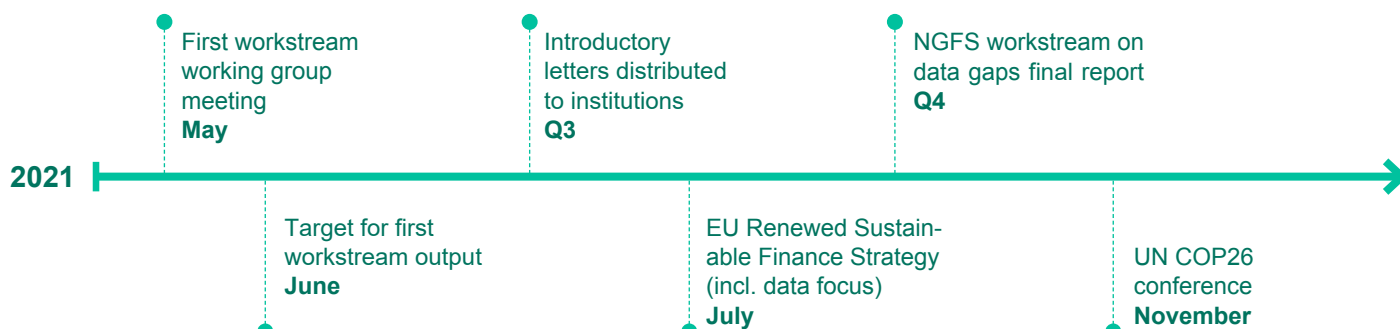 First workstream
working group
meeting
May
Introductory
letters distributed
to institutions
Q3
NGFS workstream on
data gaps final report
Q4
2021
Target for first
workstream output
June
EU Renewed Sustain-
able Finance Strategy
(incl. data focus)
July
UN COP26
conference
November